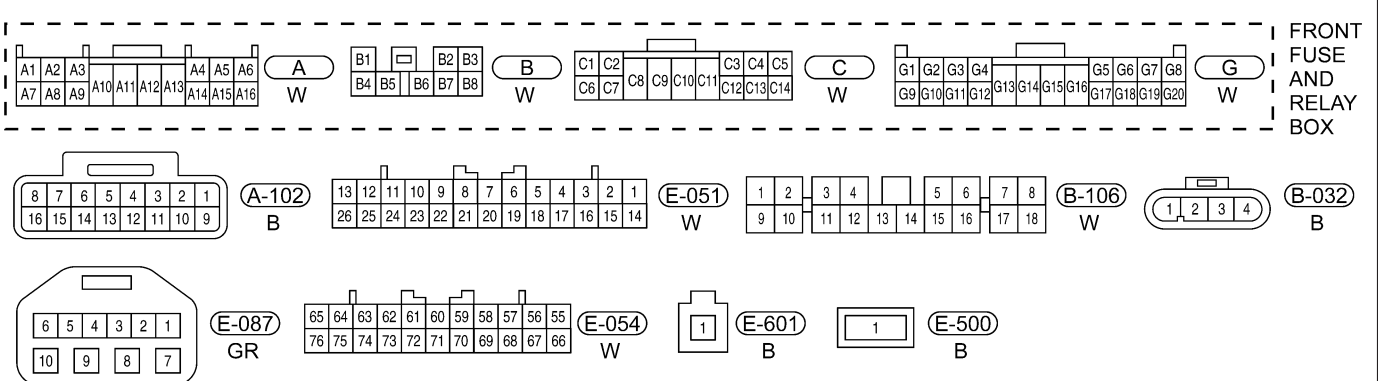 A1 A2 A3 A10 A11 A12 A13 A4 A5 A6 A
A7 A8 A9 A14 A15 A16 W
B1 B2 B3 B
B4 B5 B6 B7 B8 W
C1 C2 C8 C9 C10 C11 C3 C4 C5 C
C6 C7 C12 C13 C14 W
G1 G2 G3 G4 G13 G14 G15 G16 G5 G6 G7 G8 G
G9 G10 G11 G12 G17 G18 G19 G20 W
FRONT
FUSE
AND
RELAY
BOX
8 7 6 5 4 3 2 1 A-102
16 15 14 13 12 11 10 9 B
13 12 11 10 9 8 7 6 5 4 3 2 1 E-051
26 25 24 23 22 21 20 19 18 17 16 15 14 W
1 2 3 4 5 6 7 8 B-106
9 10 11 12 13 14 15 16 17 18 W
1 2 3 4 B-032
B
6 5 4 3 2 1 E-087
10 9 8 7 GR
65 64 63 62 61 60 59 58 57 56 55 E-054
76 75 74 73 72 71 70 69 68 67 66 W
1 E-601
B
1 E-500
B